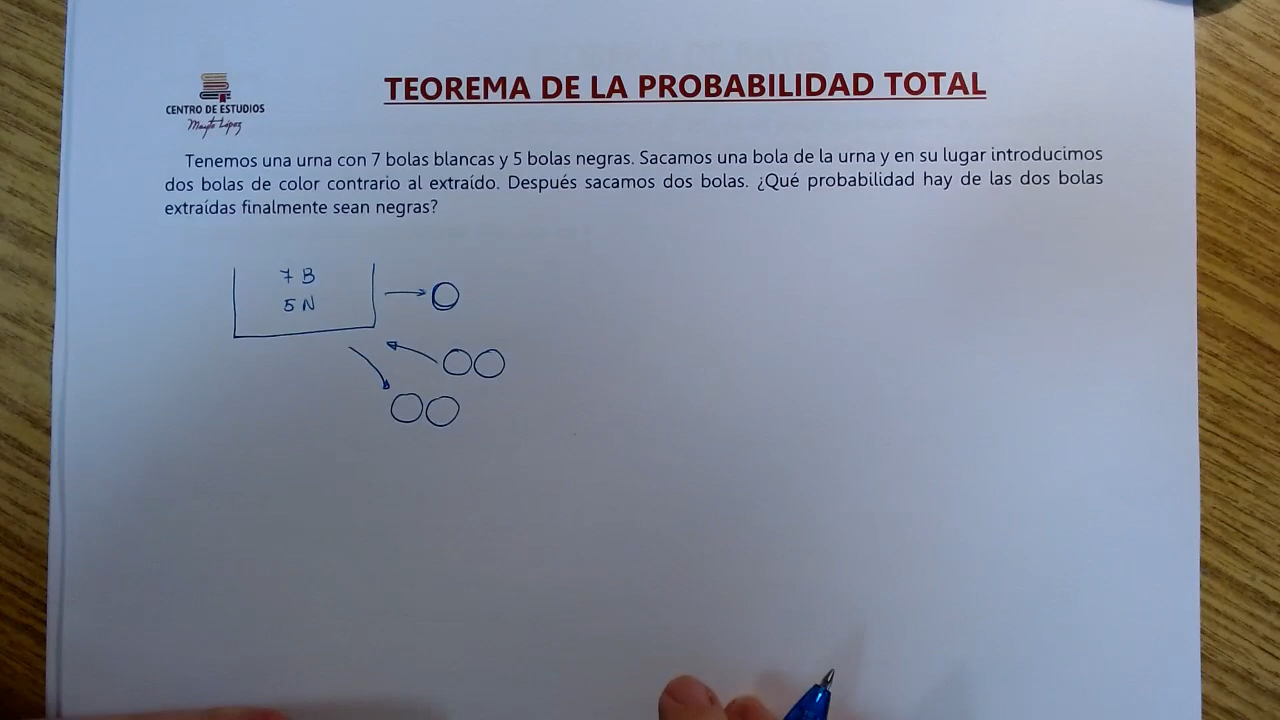 TEOREMA DE LA PROBABILIDAD TOTAL
CENTRO DE ESTUDIOS
Mayte López
Tenemos una urna con 7 bolas blancas y 5 bolas negras. Sacamos una bola de la urna y en su lugar introducimos
dos bolas de color contrario al extraído. Después sacamos dos bolas. ¿Qué probabilidad hay de las dos bolas
extraídas finalmente sean negras?
7 B
5 N